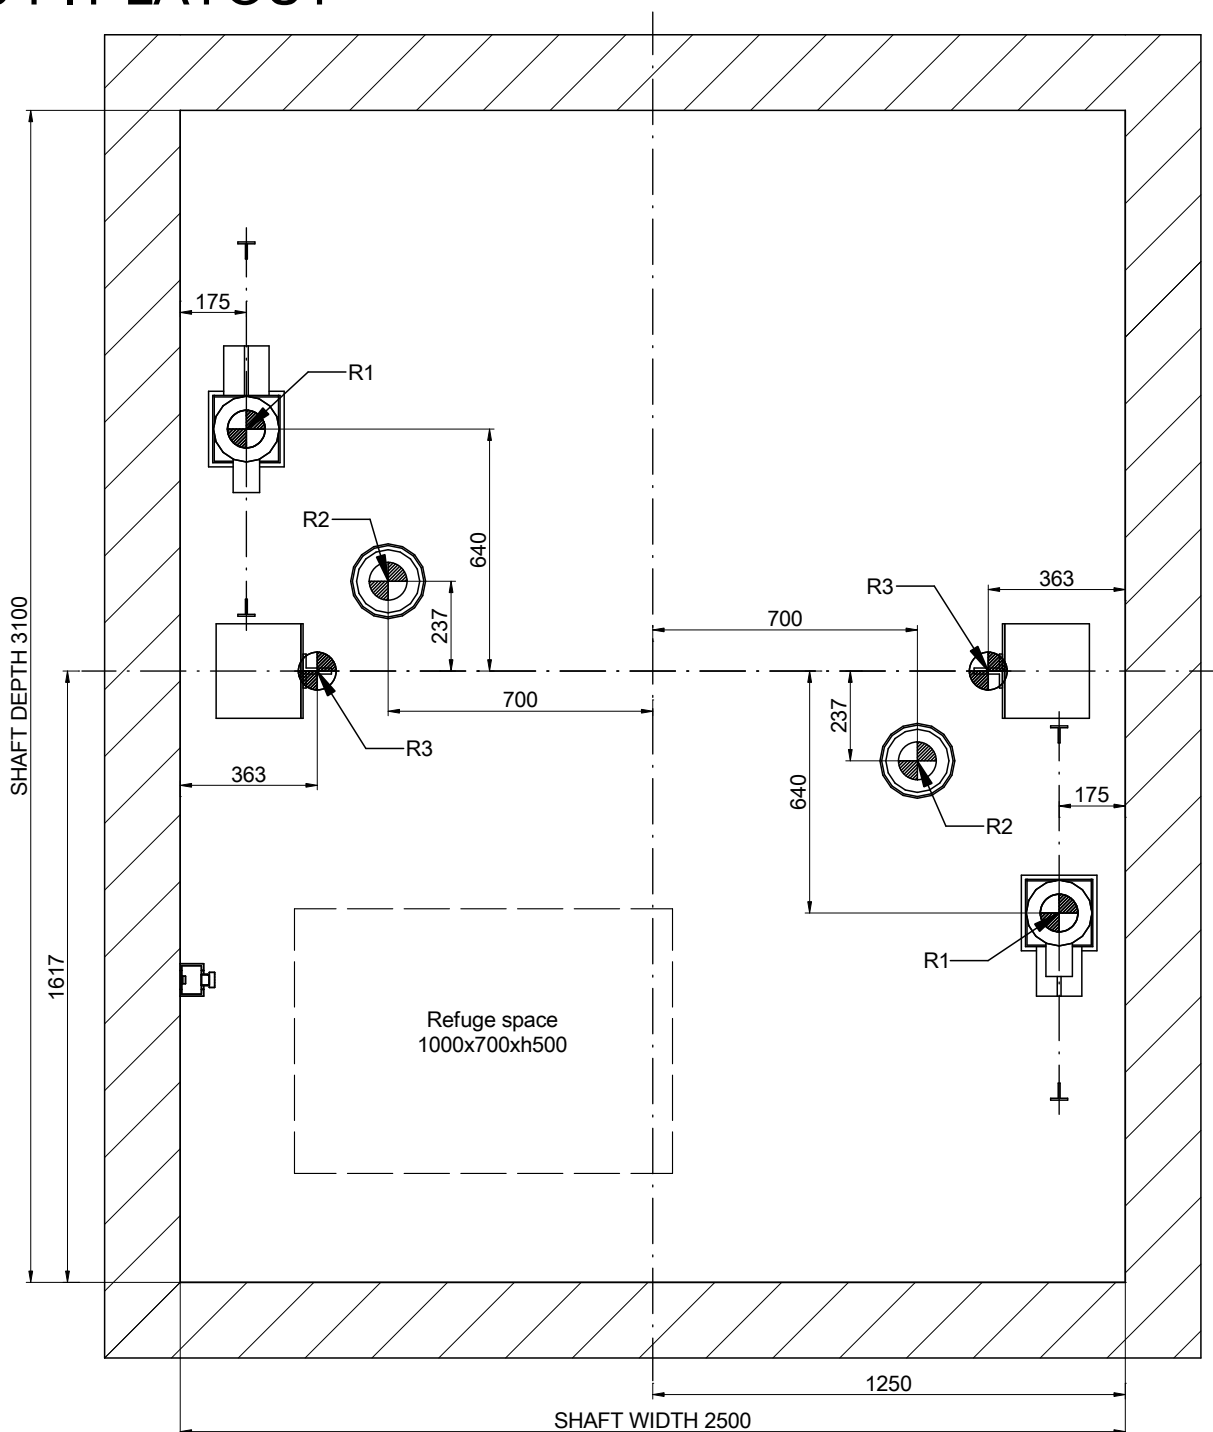 175
R1
R2
640
237
R3
363
700
SHAFT DEPTH 3100
700
R3
237
363
640
175
R2
R1
1617
Refuge space
1000x700xh500
1250
SHAFT WIDTH 2500